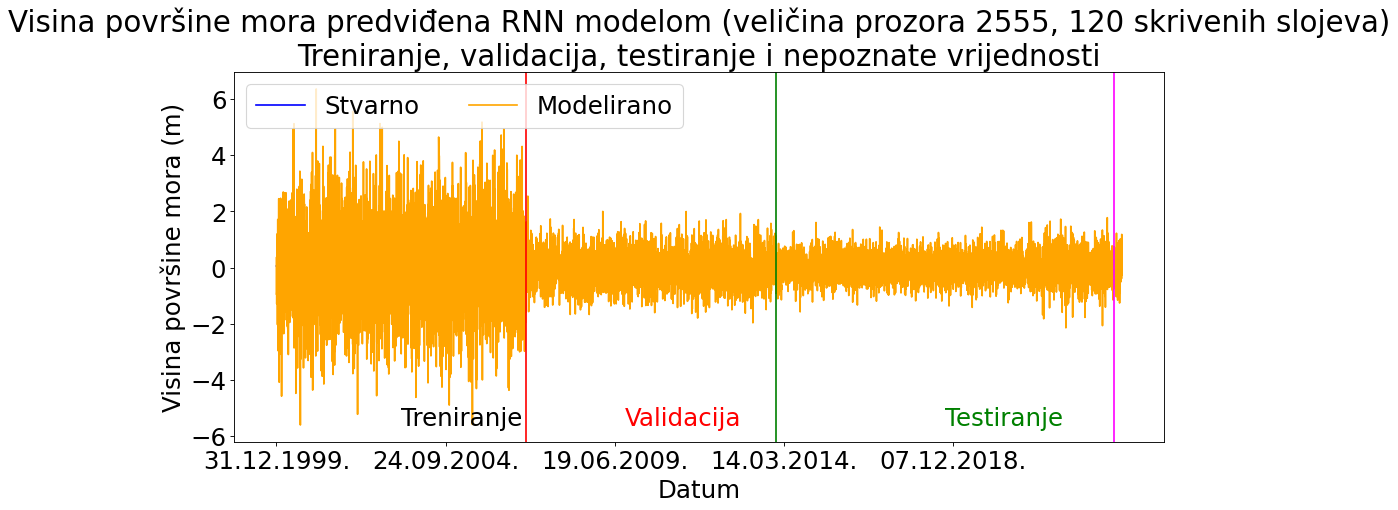 Visina površine mora predviđena RNN modelom (veličina prozora 2555, 120 skrivenih slojeva)
Treniranje, validacija, testiranje i nepoznate vrijednosti
Stvarno Modelirano
Visina površine mora (m)
6
4
2
0
−2
−4
−6
Treniranje Validacija Testiranje
31.12.1999. 24.09.2004. 19.06.2009. 14.03.2014. 07.12.2018.
Datum